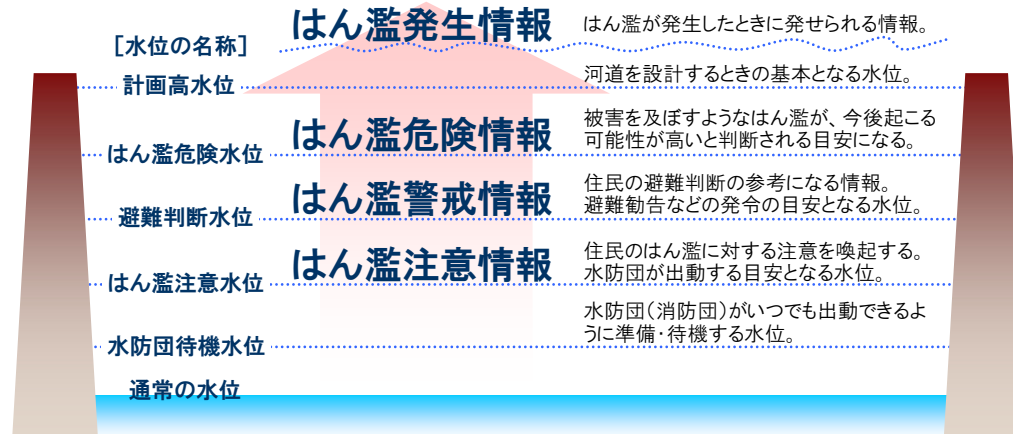 はん濫発生情報
はん濫が発生したときに発せられる情報。
[水位の名称]
計画高水位
河道を設計するときの基本となる水位。
はん濫危険情報
被害を及ぼすようなはん濫が、今後起こる
可能性が高いと判断される目安になる。
はん濫危険水位
はん濫警戒情報
住民の避難判断の参考になる情報。
避難勧告などの発令の目安となる水位。
避難判断水位
はん濫注意情報
住民のはん濫に対する注意を喚起する。
水防団が出動する目安となる水位。
はん濫注意水位
水防団(消防団)がいつでも出動できるよ
うに準備・待機する水位。
水防団待機水位
通常の水位